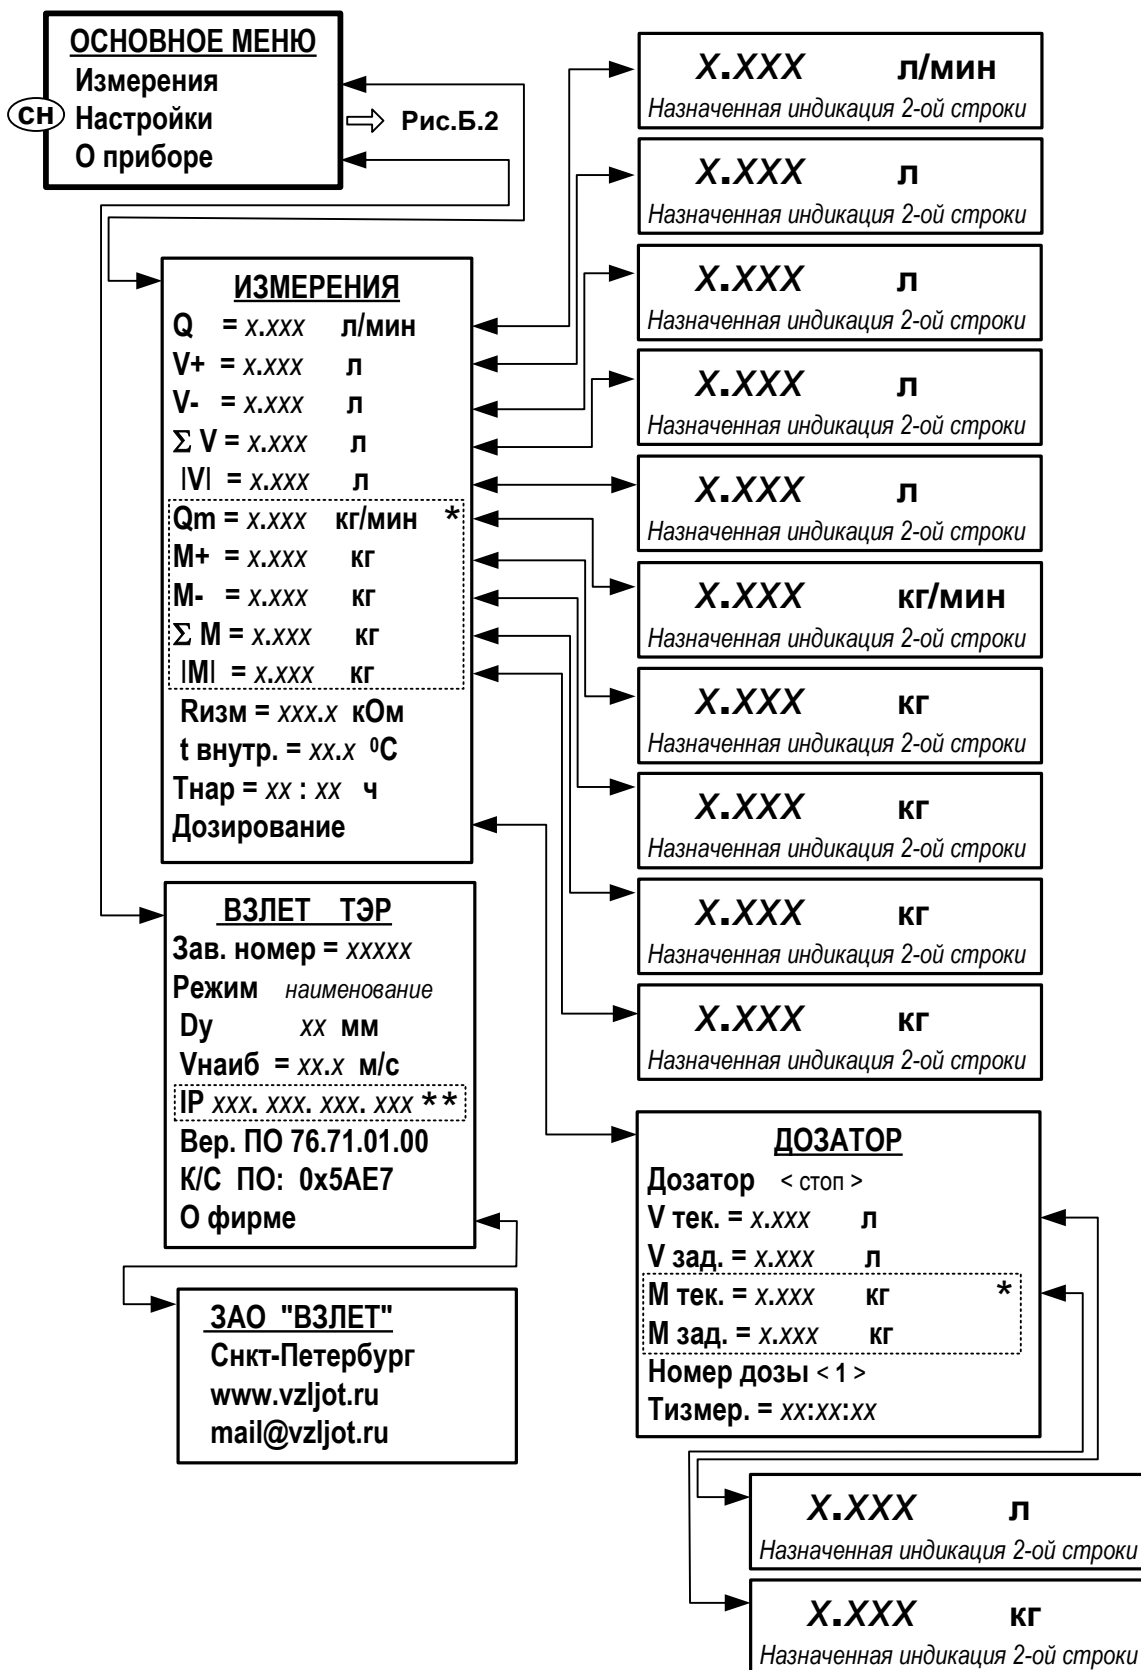 ОСНОВНОЕ МЕНЮ
Измерения
СН Настройки
О приборе
Рис.Б.2
ИЗМЕРЕНИЯ
Q = x.xxx л/мин
V+ = x.xxx л
V- = x.xxx л
Σ V = x.xxx л
|V| = x.xxx л
Qm = x.xxx кг/мин *
M+ = x.xxx кг
M- = x.xxx кг
Σ M = x.xxx кг
|M| = x.xxx кг
Rизм = xxx.x кОм
t внутр. = xx.x ⁰С
Тнар = xx : xx ч
Дозирование
ВЗЛЕТ ТЭР
Зав. номер = xxxxx
Режим наименование
Dy xx мм
Vнаиб = xx.x м/с
IP xxx. xxx. xxx. xxx **
Вер. ПО 76.71.01.00
К/С ПО: 0x5AE7
О фирме
ЗАО "ВЗЛЕТ"
Снкт-Петербург
www.vzljot.ru
mail@vzljot.ru
X.XXX л/мин
Назначенная индикация 2-ой строки
X.XXX л
Назначенная индикация 2-ой строки
X.XXX л
Назначенная индикация 2-ой строки
X.XXX л
Назначенная индикация 2-ой строки
X.XXX л
Назначенная индикация 2-ой строки
X.XXX кг/мин
Назначенная индикация 2-ой строки
X.XXX кг
Назначенная индикация 2-ой строки
X.XXX кг
Назначенная индикация 2-ой строки
X.XXX кг
Назначенная индикация 2-ой строки
X.XXX кг
Назначенная индикация 2-ой строки
ДОЗАТОР
Дозатор < стоп >
V тек. = x.xxx л
V зад. = x.xxx л
М тек. = x.xxx кг *
М зад. = x.xxx кг
Номер дозы < 1 >
Тизмер. = xx:xx:xx
X.XXX л
Назначенная индикация 2-ой строки
X.XXX кг
Назначенная индикация 2-ой строки